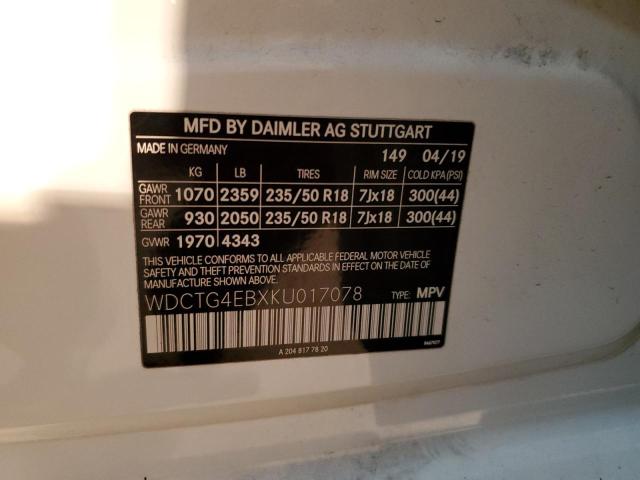 MFD BY DAIMLER AG STUTTGART
MADE IN GERMANY 149 04/19
KG LB TIRES RIM SIZE COLD KPA(PSI)
GAWR FRONT 1070 2359 235/50 R18 7Jx18 300(44)
GAWR REAR 930 2050 235/50 R18 7Jx18 300(44)
GVWR 1970 4343
THIS VEHICLE CONFORMS TO ALL APPLICABLE FEDERAL MOTOR VEHICLE
SAFETY AND THEFT PREVENTION STANDARDS IN EFFECT ON THE DATE
OF MANUFACTURE SHOWN ABOVE.
WDCTG4EBXKU017078 TYPE: MPV
A 204 817 78 20